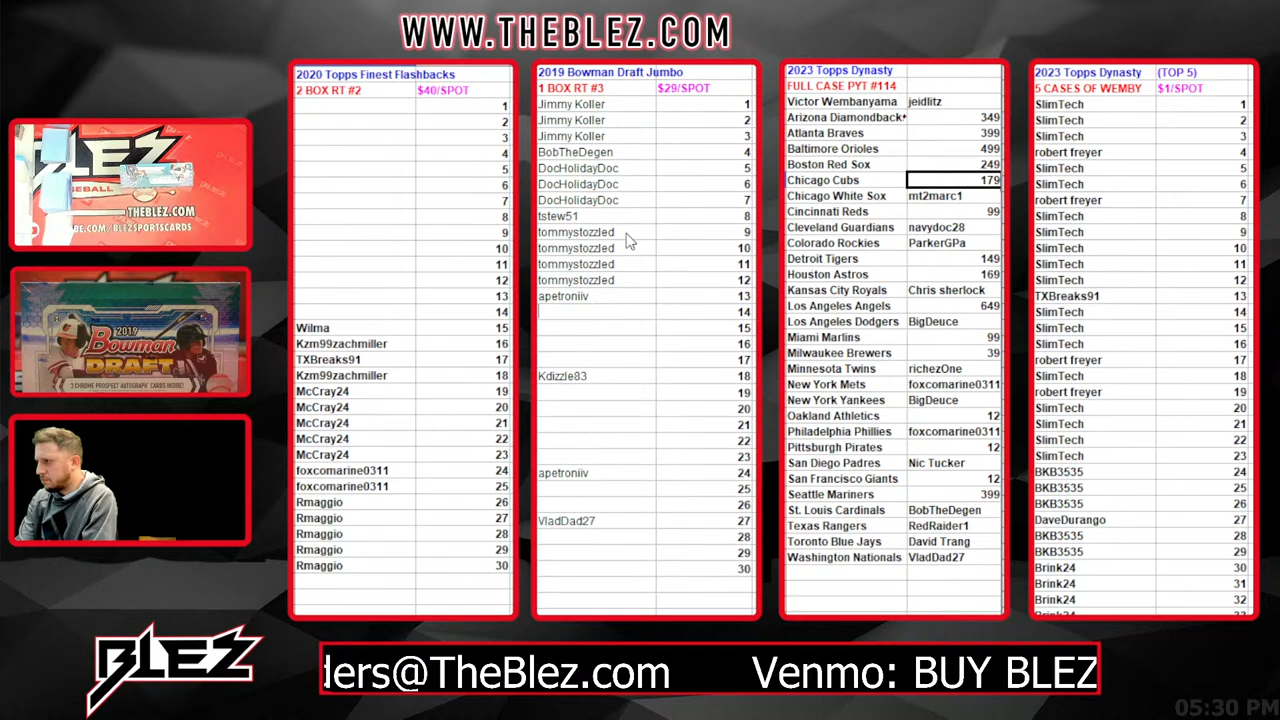 WWW.THEBLEZ.COM
BLEZ
BASEBALL
THEBLEZ.COM
BE.COM/BLEZSPORTSCARDS
2019
Bowman
DRAFT
3 CHROME PROSPECT AUTOGRAPH CARDS INSIDE!
2020 Topps Finest Flashbacks
2 BOX RT #2 $40/SPOT
1
2
3
4
5
6
7
8
9
10
11
12
13
14
Wilma 15
Kzm99zachmiller 16
TXBreaks91 17
Kzm99zachmiller 18
McCray24 19
McCray24 20
McCray24 21
McCray24 22
McCray24 23
foxcomarine0311 24
foxcomarine0311 25
Rmaggio 26
Rmaggio 27
Rmaggio 28
Rmaggio 29
Rmaggio 30
2019 Bowman Draft Jumbo
1 BOX RT #3 $29/SPOT
Jimmy Koller 1
Jimmy Koller 2
Jimmy Koller 3
BobTheDegen 4
DocHolidayDoc 5
DocHolidayDoc 6
DocHolidayDoc 7
tstew51 8
tommystozzled 9
tommystozzled 10
tommystozzled 11
tommystozzled 12
apetroniiv 13
14
15
16
17
Kdizzle83 18
19
20
21
22
23
apetroniiv 24
25
26
VladDad27 27
28
29
30
2023 Topps Dynasty
FULL CASE PYT #114
Victor Wembanyama jeidlitz
Arizona Diamondback 349
Atlanta Braves 399
Baltimore Orioles 499
Boston Red Sox 249
Chicago Cubs 179
Chicago White Sox mt2marc1
Cincinnati Reds 99
Cleveland Guardians navydoc28
Colorado Rockies ParkerGPa
Detroit Tigers 149
Houston Astros 169
Kansas City Royals Chris sherlock
Los Angeles Angels 649
Los Angeles Dodgers BigDeuce
Miami Marlins 99
Milwaukee Brewers 39
Minnesota Twins richezOne
New York Mets foxcomarine0311
New York Yankees BigDeuce
Oakland Athletics 12
Philadelphia Phillies foxcomarine0311
Pittsburgh Pirates 12
San Diego Padres Nic Tucker
San Francisco Giants 12
Seattle Mariners 399
St. Louis Cardinals BobTheDegen
Texas Rangers RedRaider1
Toronto Blue Jays David Trang
Washington Nationals VladDad27
2023 Topps Dynasty (TOP 5)
5 CASES OF WEMBY $1/SPOT
SlimTech 1
SlimTech 2
SlimTech 3
robert freyer 4
SlimTech 5
SlimTech 6
robert freyer 7
SlimTech 8
SlimTech 9
SlimTech 10
SlimTech 11
SlimTech 12
TXBreaks91 13
SlimTech 14
SlimTech 15
SlimTech 16
robert freyer 17
SlimTech 18
robert freyer 19
SlimTech 20
SlimTech 21
SlimTech 22
SlimTech 23
BKB3535 24
BKB3535 25
BKB3535 26
DaveDurango 27
BKB3535 28
BKB3535 29
Brink24 30
Brink24 31
Brink24 32
Brink24 33
BLEZ
ders@TheBlez.com Venmo: BUY BLEZ
05:30 PM